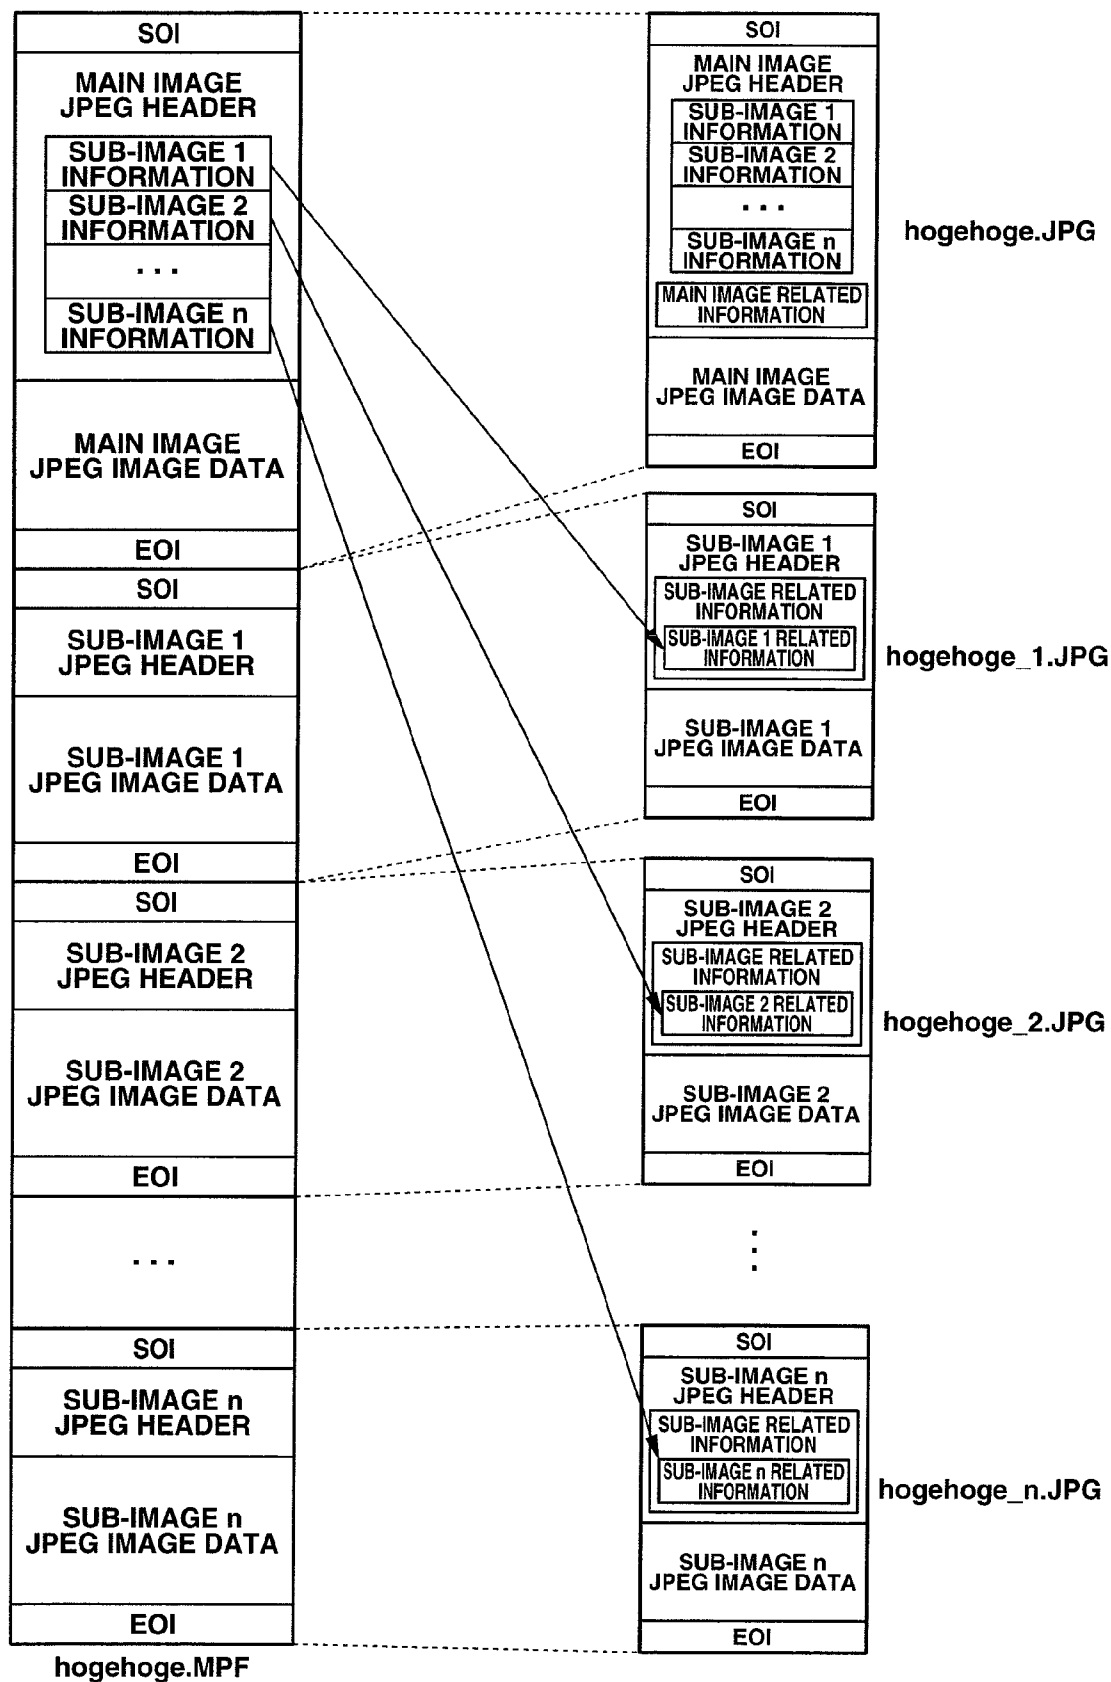 SOI
MAIN IMAGE
JPEG HEADER
SUB-IMAGE 1
INFORMATION
SUB-IMAGE 2
INFORMATION
...
SUB-IMAGE n
INFORMATION
MAIN IMAGE
JPEG IMAGE DATA
EOI
SOI
SUB-IMAGE 1
JPEG HEADER
SUB-IMAGE 1
JPEG IMAGE DATA
EOI
SOI
SUB-IMAGE 2
JPEG HEADER
SUB-IMAGE 2
JPEG IMAGE DATA
EOI
...
SOI
SUB-IMAGE n
JPEG HEADER
SUB-IMAGE n
JPEG IMAGE DATA
EOI
hogehoge.MPF
SOI
MAIN IMAGE
JPEG HEADER
SUB-IMAGE 1
INFORMATION
SUB-IMAGE 2
INFORMATION
...
SUB-IMAGE n
INFORMATION
MAIN IMAGE RELATED
INFORMATION
MAIN IMAGE
JPEG IMAGE DATA
EOI
hogehoge.JPG
SOI
SUB-IMAGE 1
JPEG HEADER
SUB-IMAGE RELATED
INFORMATION
SUB-IMAGE 1 RELATED
INFORMATION
SUB-IMAGE 1
JPEG IMAGE DATA
EOI
hogehoge_1.JPG
SOI
SUB-IMAGE 2
JPEG HEADER
SUB-IMAGE RELATED
INFORMATION
SUB-IMAGE 2 RELATED
INFORMATION
SUB-IMAGE 2
JPEG IMAGE DATA
EOI
hogehoge_2.JPG
...
SOI
SUB-IMAGE n
JPEG HEADER
SUB-IMAGE RELATED
INFORMATION
SUB-IMAGE n RELATED
INFORMATION
SUB-IMAGE n
JPEG IMAGE DATA
EOI
hogehoge_n.JPG